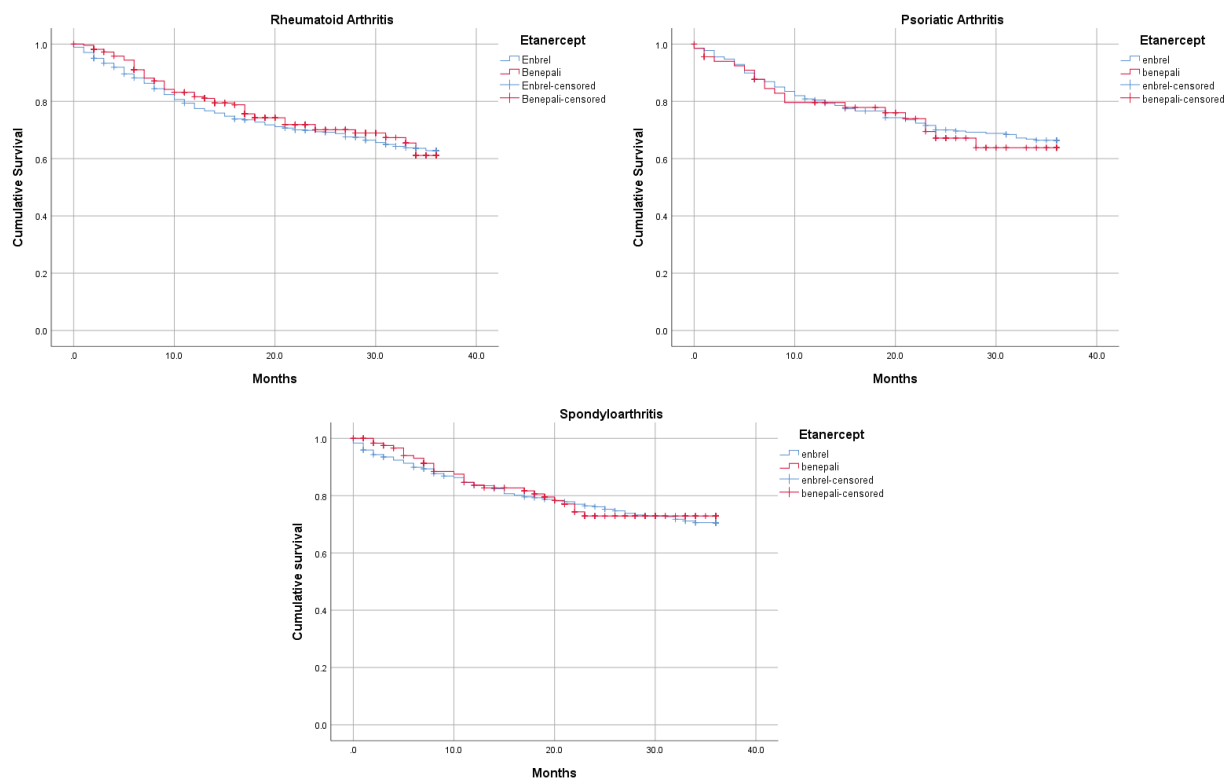 Rheumatoid Arthritis
Etanercept
Enbrel
Benepali
Enbrel-censored
Benepali-censored
Cumulative Survival
1.0
0.8
0.6
0.4
0.2
0.0
.0 10.0 20.0 30.0 40.0
Months
Psoriatic Arthritis
Etanercept
enbrel
benepali
enbrel-censored
benepali-censored
Cumulative Survival
1.0
0.8
0.6
0.4
0.2
0.0
.0 10.0 20.0 30.0 40.0
Months
Spondyloarthritis
Etanercept
enbrel
benepali
enbrel-censored
benepali-censored
Cumulative survival
1.0
0.8
0.6
0.4
0.2
0.0
.0 10.0 20.0 30.0 40.0
Months